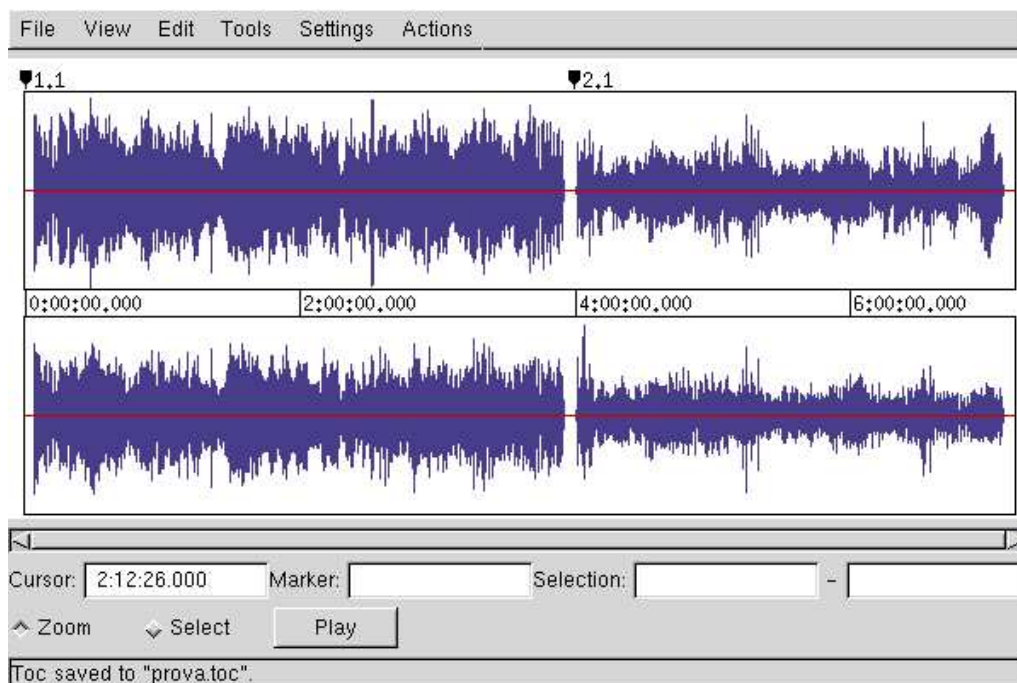 File View Edit Tools Settings Actions
1.1 2.1
0:00:00.000 2:00:00.000 4:00:00.000 6:00:00.000
Cursor: 2:12:26.000 Marker: Selection: -
Zoom Select Play
Toc saved to "prova.toc".